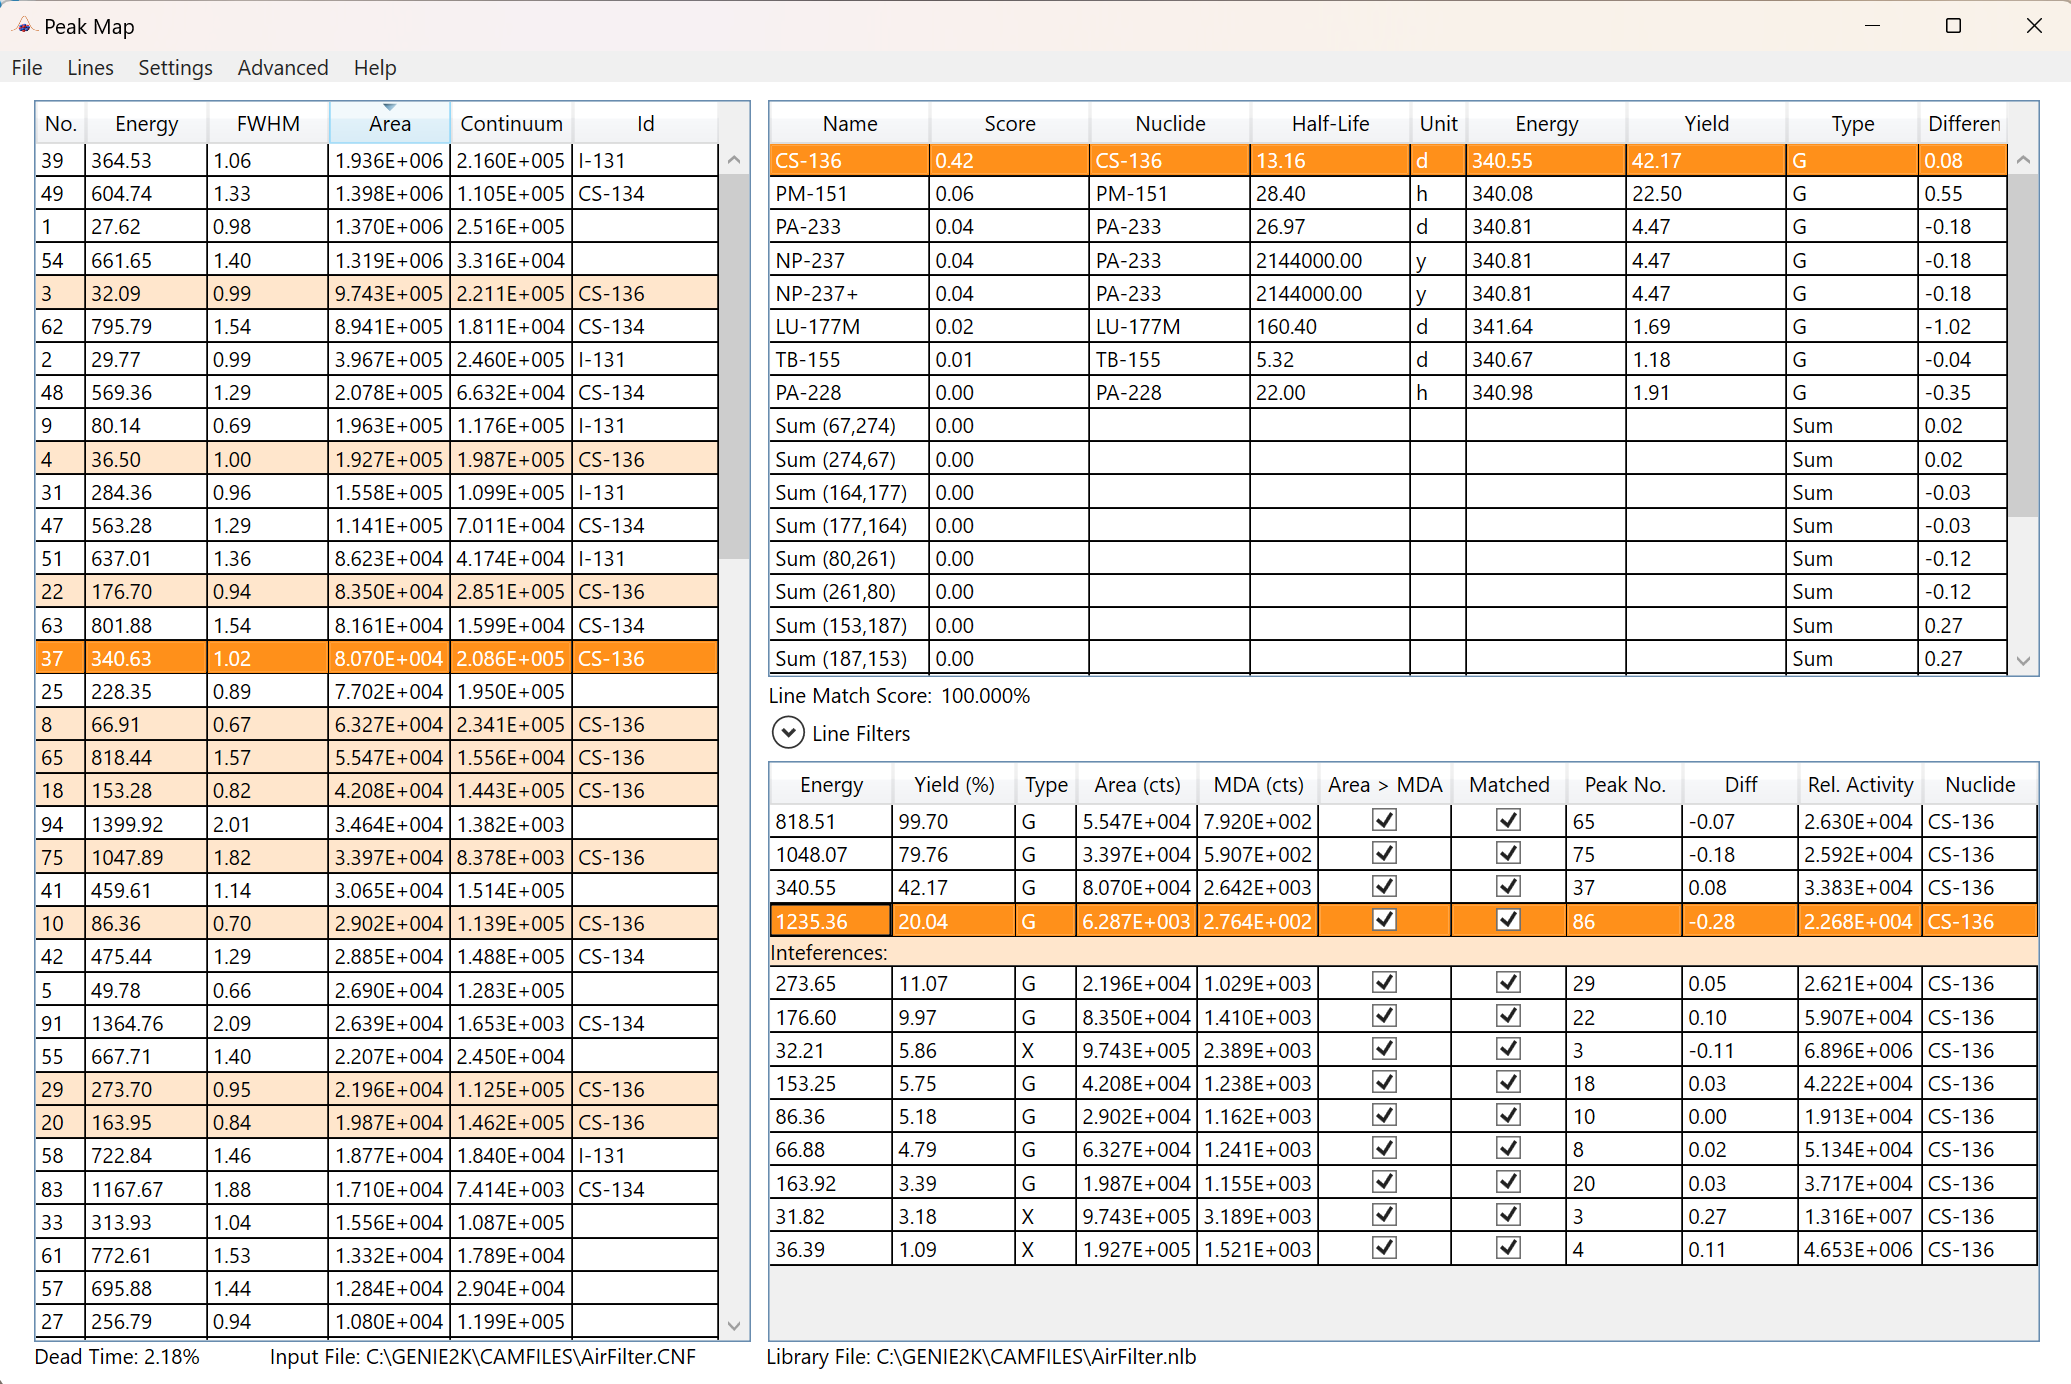 Peak Map
File Lines Settings Advanced Help
No. Energy FWHM Area Continuum Id
39 364.53 1.06 1.936E+006 2.160E+005 I-131
49 604.74 1.33 1.398E+006 1.105E+005 CS-134
1 27.62 0.98 1.370E+006 2.516E+005
54 661.65 1.40 1.319E+006 3.316E+004
3 32.09 0.99 9.743E+005 2.211E+005 CS-136
62 795.79 1.54 8.941E+005 1.811E+004 CS-134
2 29.77 0.99 3.967E+005 2.460E+005 I-131
48 569.36 1.29 2.078E+005 6.632E+004 CS-134
9 80.14 0.69 1.963E+005 1.176E+005 I-131
4 36.50 1.00 1.927E+005 1.987E+005 CS-136
31 284.36 0.96 1.558E+005 1.099E+005 I-131
47 563.28 1.29 1.141E+005 7.011E+004 CS-134
51 637.01 1.36 8.623E+004 4.174E+004 I-131
22 176.70 0.94 8.350E+004 2.851E+005 CS-136
63 801.88 1.54 8.161E+004 1.599E+004 CS-134
37 340.63 1.02 8.070E+004 2.086E+005 CS-136
25 228.35 0.89 7.702E+004 1.950E+005
8 66.91 0.67 6.327E+004 2.341E+005 CS-136
65 818.44 1.57 5.547E+004 1.556E+004 CS-136
18 153.28 0.82 4.208E+004 1.443E+005 CS-136
94 1399.92 2.01 3.464E+004 1.382E+003
75 1047.89 1.82 3.397E+004 8.378E+003 CS-136
41 459.61 1.14 3.065E+004 1.514E+005
10 86.36 0.70 2.902E+004 1.139E+005 CS-136
42 475.44 1.29 2.885E+004 1.488E+005 CS-134
5 49.78 0.66 2.690E+004 1.283E+005
91 1364.76 2.09 2.639E+004 1.653E+003 CS-134
55 667.71 1.40 2.207E+004 2.450E+004
29 273.70 0.95 2.196E+004 1.125E+005 CS-136
20 163.95 0.84 1.987E+004 1.462E+005 CS-136
58 722.84 1.46 1.877E+004 1.840E+004 I-131
83 1167.67 1.88 1.710E+004 7.414E+003 CS-134
33 313.93 1.04 1.556E+004 1.087E+005
61 772.61 1.53 1.332E+004 1.789E+004
57 695.88 1.44 1.284E+004 2.904E+004
27 256.79 0.94 1.080E+004 1.199E+005
Name Score Nuclide Half-Life Unit Energy Yield Type Differen
CS-136 0.42 CS-136 13.16 d 340.55 42.17 G 0.08
PM-151 0.06 PM-151 28.40 h 340.08 22.50 G 0.55
PA-233 0.04 PA-233 26.97 d 340.81 4.47 G -0.18
NP-237 0.04 PA-233 2144000.00 y 340.81 4.47 G -0.18
NP-237+ 0.04 PA-233 2144000.00 y 340.81 4.47 G -0.18
LU-177M 0.02 LU-177M 160.40 d 341.64 1.69 G -1.02
TB-155 0.01 TB-155 5.32 d 340.67 1.18 G -0.04
PA-228 0.00 PA-228 22.00 h 340.98 1.91 G -0.35
Sum (67,274) 0.00 Sum 0.02
Sum (274,67) 0.00 Sum 0.02
Sum (164,177) 0.00 Sum -0.03
Sum (177,164) 0.00 Sum -0.03
Sum (80,261) 0.00 Sum -0.12
Sum (261,80) 0.00 Sum -0.12
Sum (153,187) 0.00 Sum 0.27
Sum (187,153) 0.00 Sum 0.27
Line Match Score: 100.000%
Line Filters
Energy Yield (%) Type Area (cts) MDA (cts) Area > MDA Matched Peak No. Diff Rel. Activity Nuclide
818.51 99.70 G 5.547E+004 7.920E+002 65 -0.07 2.630E+004 CS-136
1048.07 79.76 G 3.397E+004 5.907E+002 75 -0.18 2.592E+004 CS-136
340.55 42.17 G 8.070E+004 2.642E+003 37 0.08 3.383E+004 CS-136
1235.36 20.04 G 6.287E+003 2.764E+002 86 -0.28 2.268E+004 CS-136
Inteferences:
273.65 11.07 G 2.196E+004 1.029E+003 29 0.05 2.621E+004 CS-136
176.60 9.97 G 8.350E+004 1.410E+003 22 0.10 5.907E+004 CS-136
32.21 5.86 X 9.743E+005 2.389E+003 3 -0.11 6.896E+006 CS-136
153.25 5.75 G 4.208E+004 1.238E+003 18 0.03 4.222E+004 CS-136
86.36 5.18 G 2.902E+004 1.162E+003 10 0.00 1.913E+004 CS-136
66.88 4.79 G 6.327E+004 1.241E+003 8 0.02 5.134E+004 CS-136
163.92 3.39 G 1.987E+004 1.155E+003 20 0.03 3.717E+004 CS-136
31.82 3.18 X 9.743E+005 3.189E+003 3 0.27 1.316E+007 CS-136
36.39 1.09 X 1.927E+005 1.521E+003 4 0.11 4.653E+006 CS-136
Dead Time: 2.18% Input File: C:\GENIE2K\CAMFILES\AirFilter.CNF Library File: C:\GENIE2K\CAMFILES\AirFilter.nlb